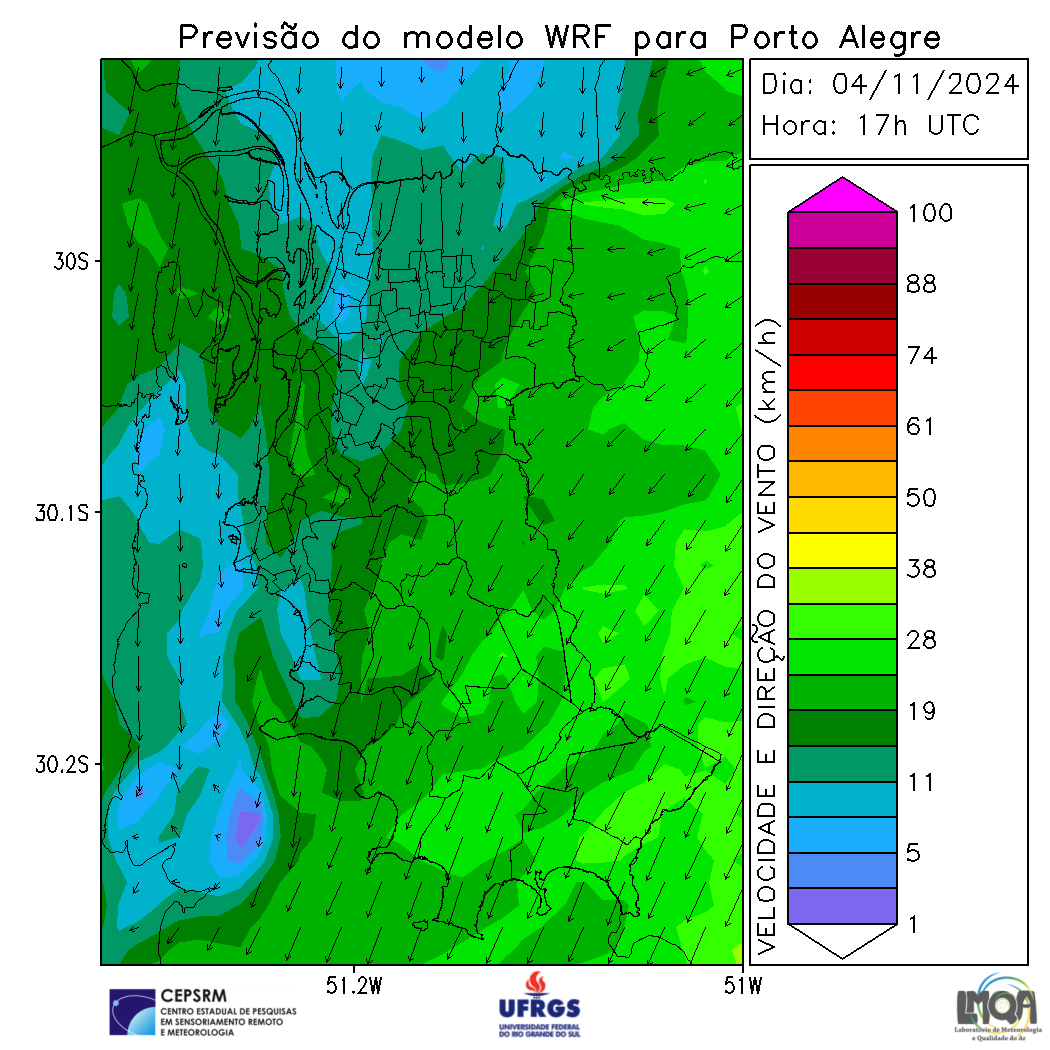 Previsão do modelo WRF para Porto Alegre
Dia: 04/11/2024
Hora: 17h UTC
30S
30.1S
30.2S
51.2W
51W
VELOCIDADE E DIREÇÃO DO VENTO (km/h)
100
88
74
61
50
38
28
19
11
5
1
CEPSRM
CENTRO ESTADUAL DE PESQUISAS
EM SENSORIAMENTO REMOTO
E METEOROLOGIA
UFRGS
UNIVERSIDADE FEDERAL
DO RIO GRANDE DO SUL
LMQA
Laboratório de Meteorologia
e Qualidade do Ar